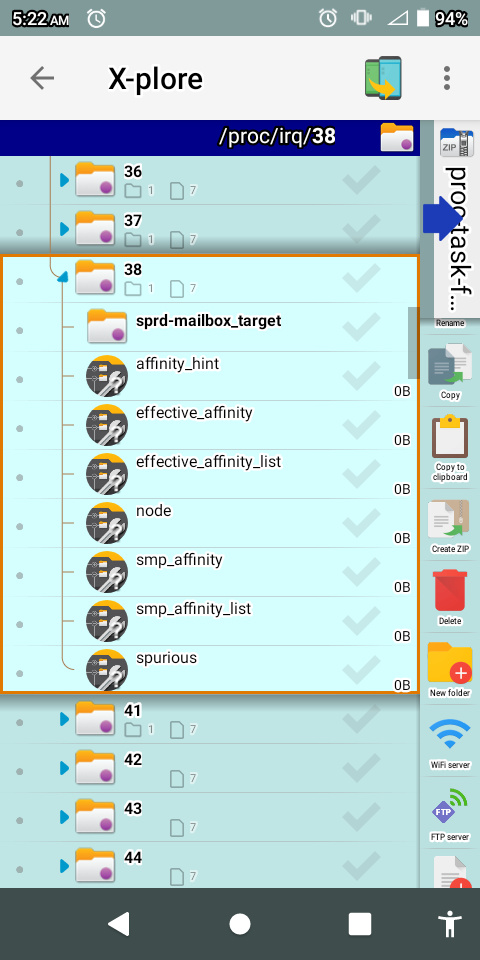 5:22 AM
94%
X-plore
/proc/irq/38
ZIP
proc-task-f...
36
1 7
37
1 7
38
1 7
sprd-mailbox_target
affinity_hint
0B
effective_affinity
0B
effective_affinity_list
0B
node
0B
smp_affinity
0B
smp_affinity_list
0B
spurious
0B
41
1 7
42
7
43
7
44
7
Rename
Copy
Copy to
clipboard
Create ZIP
Delete
New folder
WiFi server
FTP
FTP server